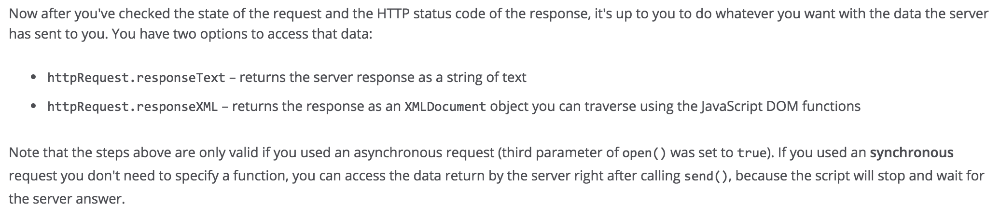 Now after you've checked the state of the request and the HTTP status code of the response, it's up to you to do whatever you want with the data the server
has sent to you. You have two options to access that data:
• httpRequest.responseText – returns the server response as a string of text
• httpRequest.responseXML – returns the response as an XMLDocument object you can traverse using the JavaScript DOM functions
Note that the steps above are only valid if you used an asynchronous request (third parameter of open() was set to true). If you used an synchronous
request you don't need to specify a function, you can access the data return by the server right after calling send(), because the script will stop and wait for
the server answer.